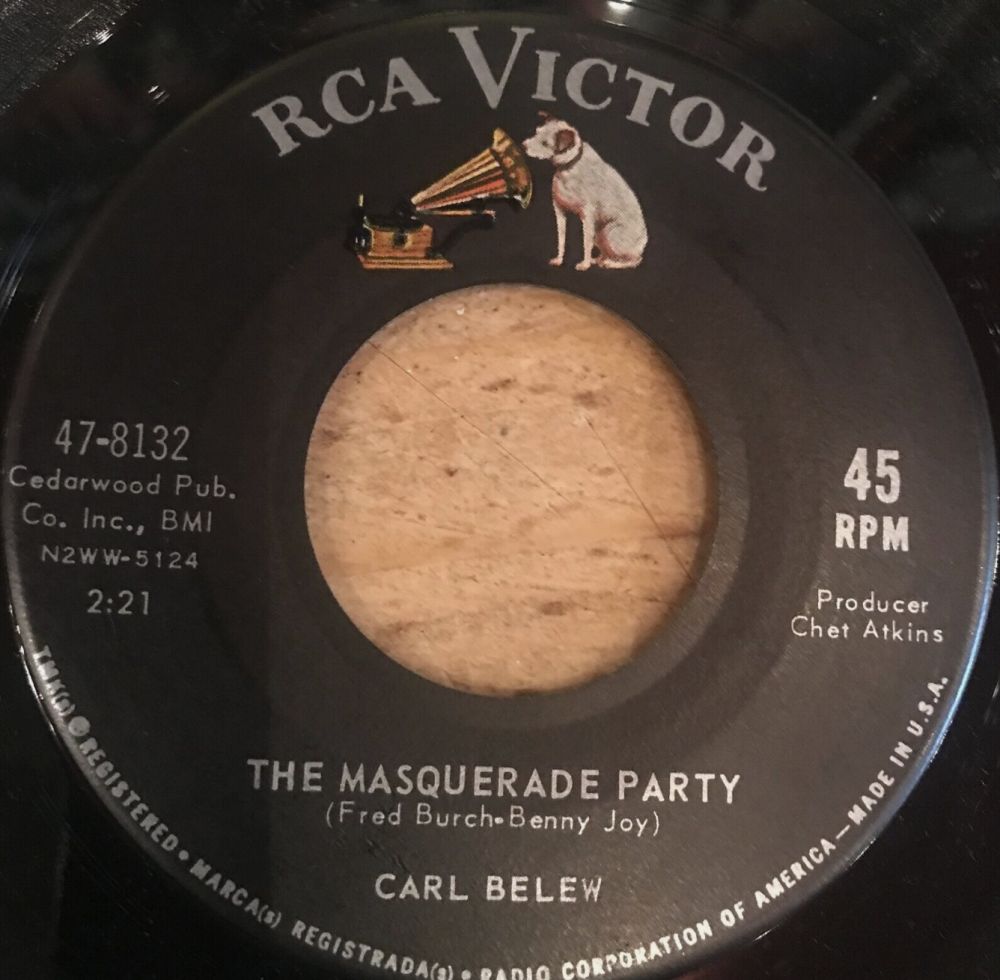 RCA VICTOR
47-8132
Cedarwood Pub.
Co. Inc., BMI
N2WW-5124
2:21
45
RPM
Producer
Chet Atkins
THE MASQUERADE PARTY
(Fred Burch-Benny Joy)
CARL BELEW
TMK(s) ® REGISTERED • MARCA(s) REGISTRADA(s) • RADIO CORPORATION OF AMERICA — MADE IN U.S.A.